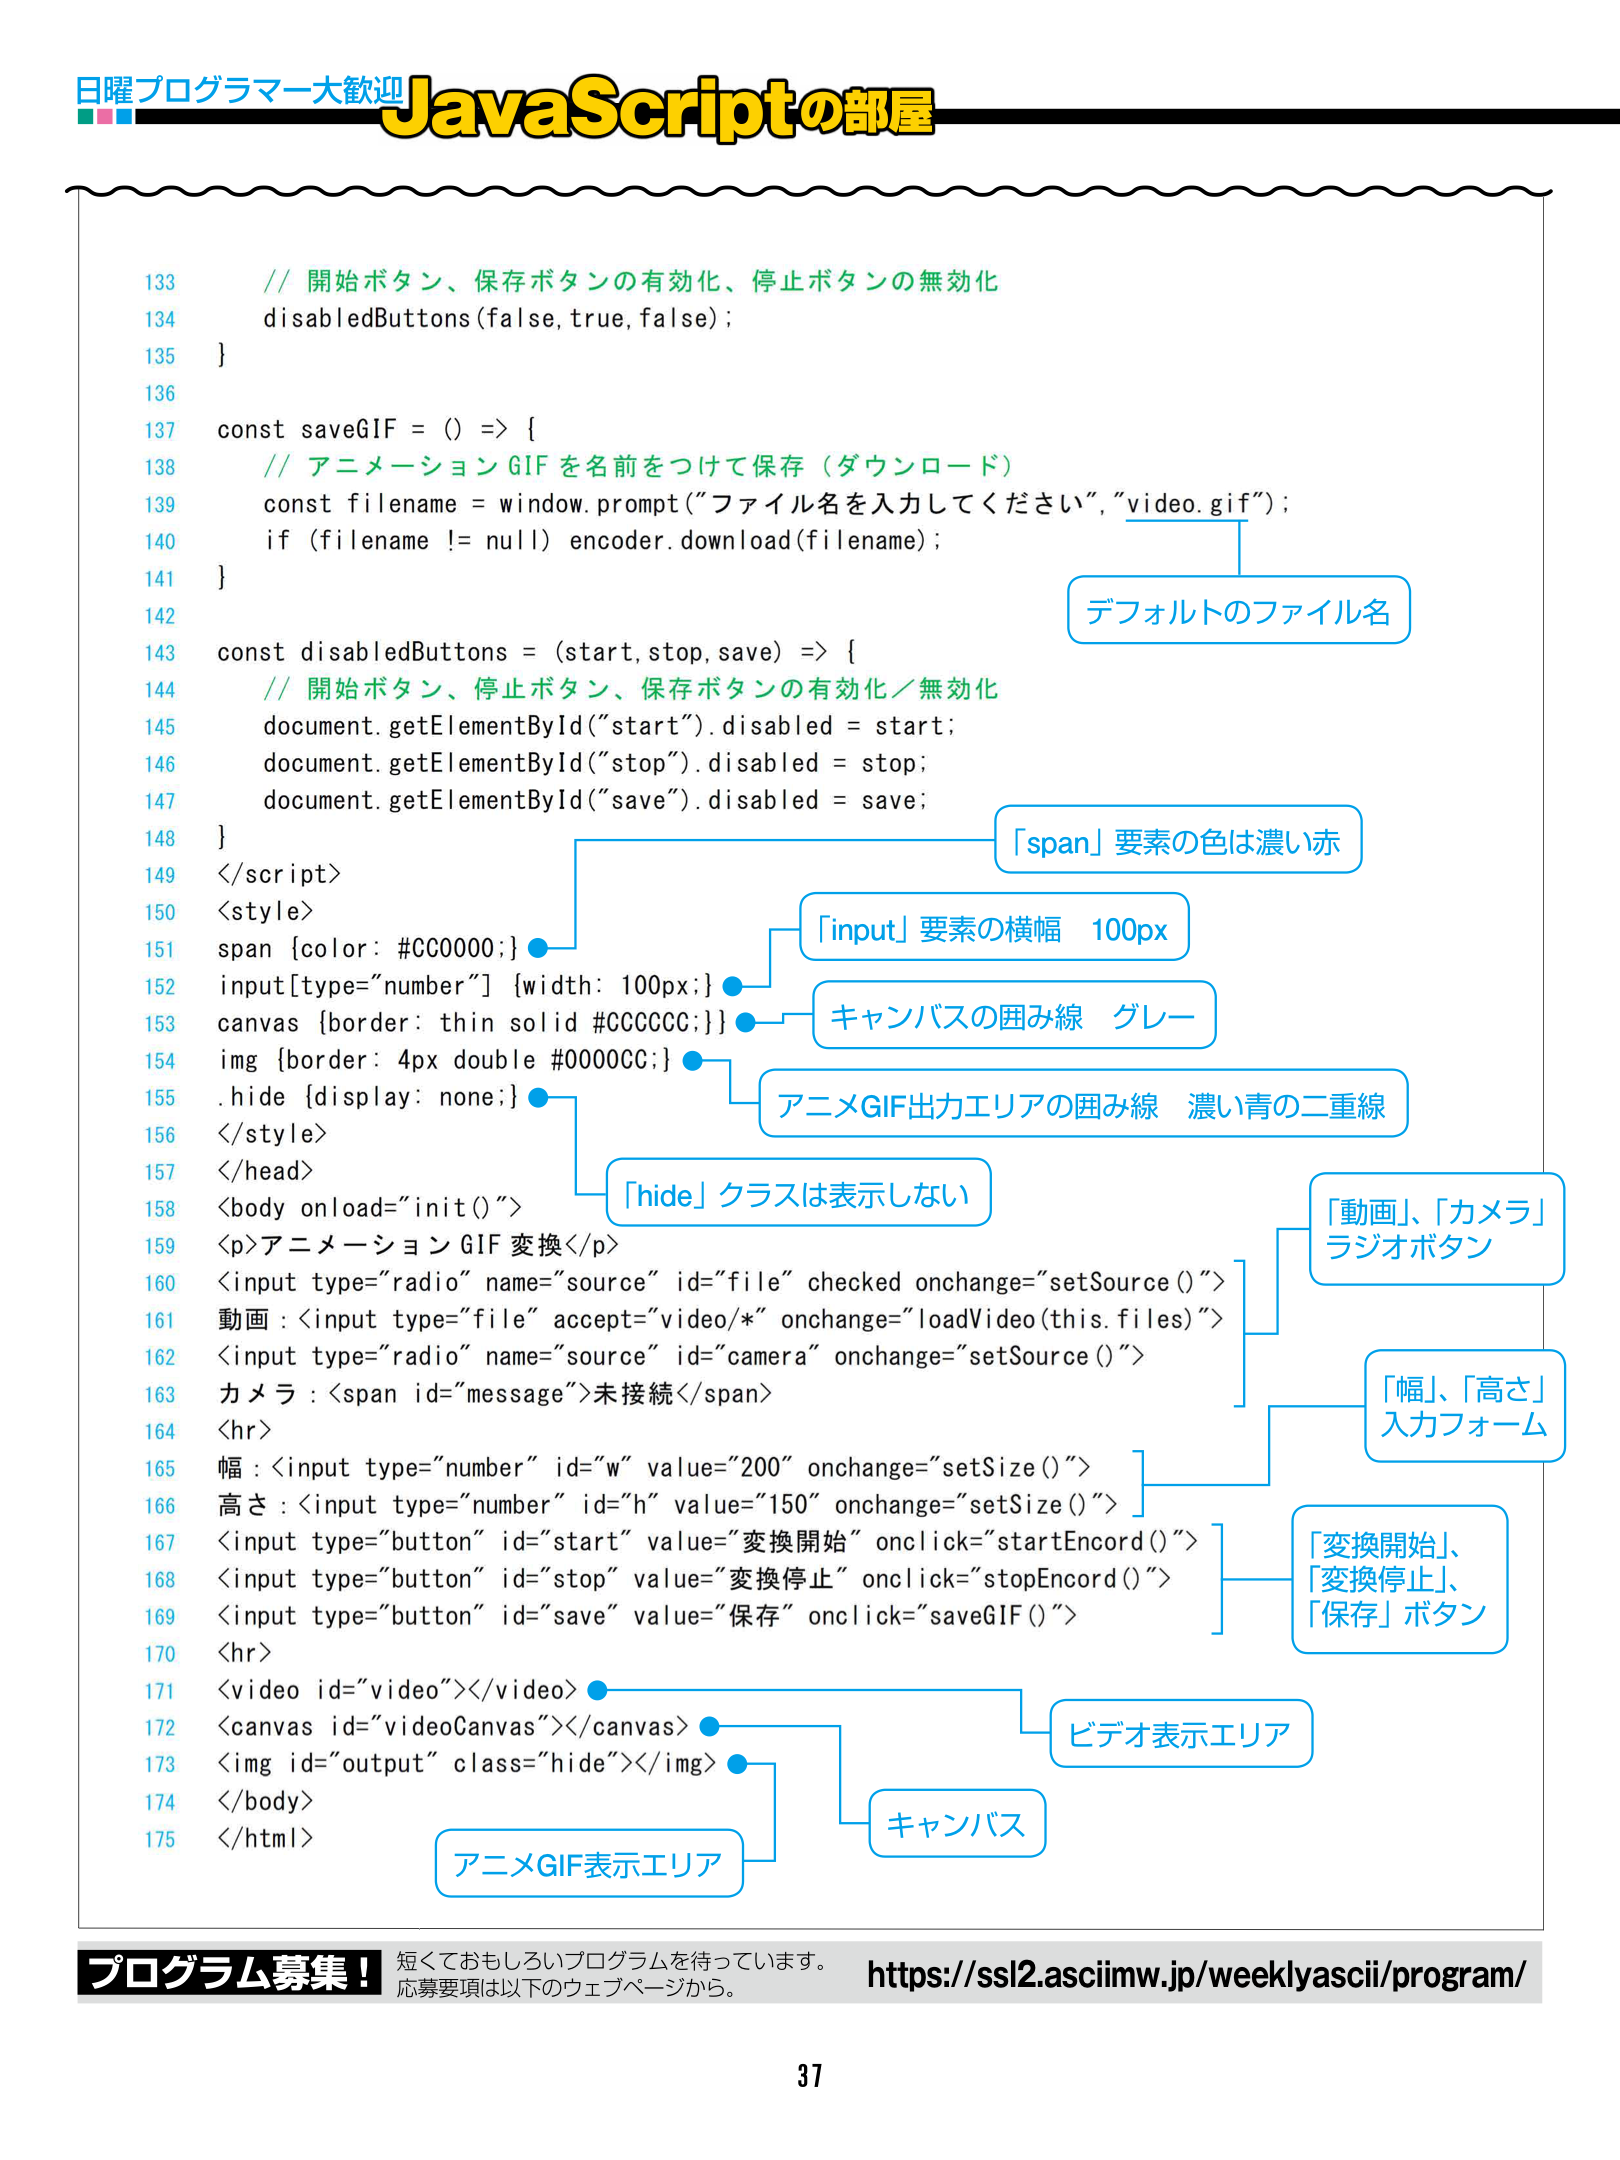 日曜プログラマー大歓迎
JavaScriptの部屋
133 // 開始ボタン、保存ボタンの有効化、停止ボタンの無効化
134 disabledButtons(false,true,false);
135 }
136
137 const saveGIF = () => {
138 // アニメーションGIFを名前をつけて保存（ダウンロード）
139 const filename = window.prompt("ファイル名を入力してください","video.gif");
140 if (filename != null) encoder.download(filename);
デフォルトのファイル名
141 }
142
143 const disabledButtons = (start,stop,save) => {
144 // 開始ボタン、停止ボタン、保存ボタンの有効化／無効化
145 document.getElementById("start").disabled = start;
146 document.getElementById("stop").disabled = stop;
147 document.getElementById("save").disabled = save;
148 }
「span」要素の色は濃い赤
149 </script>
150 <style>
「input」要素の横幅　100px
151 span {color: #CC0000;}
152 input[type="number"] {width: 100px;}
153 canvas {border: thin solid #CCCCCC;}}
キャンバスの囲み線　グレー
154 img {border: 4px double #0000CC;}
155 .hide {display: none;}
アニメGIF出力エリアの囲み線　濃い青の二重線
156 </style>
157 </head>
「hide」クラスは表示しない
158 <body onload="init()">
159 <p>アニメーションGIF変換</p>
「動画」、「カメラ」
ラジオボタン
160 <input type="radio" name="source" id="file" checked onchange="setSource()">
161 動画：<input type="file" accept="video/*" onchange="loadVideo(this.files)">
162 <input type="radio" name="source" id="camera" onchange="setSource()">
163 カメラ：<span id="message">未接続</span>
「幅」、「高さ」
入力フォーム
164 <hr>
165 幅：<input type="number" id="w" value="200" onchange="setSize()">
166 高さ：<input type="number" id="h" value="150" onchange="setSize()">
167 <input type="button" id="start" value="変換開始" onclick="startEncord()">
168 <input type="button" id="stop" value="変換停止" onclick="stopEncord()">
169 <input type="button" id="save" value="保存" onclick="saveGIF()">
「変換開始」、
「変換停止」、
「保存」ボタン
170 <hr>
171 <video id="video"></video>
172 <canvas id="videoCanvas"></canvas>
ビデオ表示エリア
173 <img id="output" class="hide"></img>
174 </body>
キャンバス
175 </html>
アニメGIF表示エリア
プログラム募集！
短くておもしろいプログラムを待っています。
応募要項は以下のウェブページから。
https://ssl2.asciimw.jp/weeklyascii/program/
37